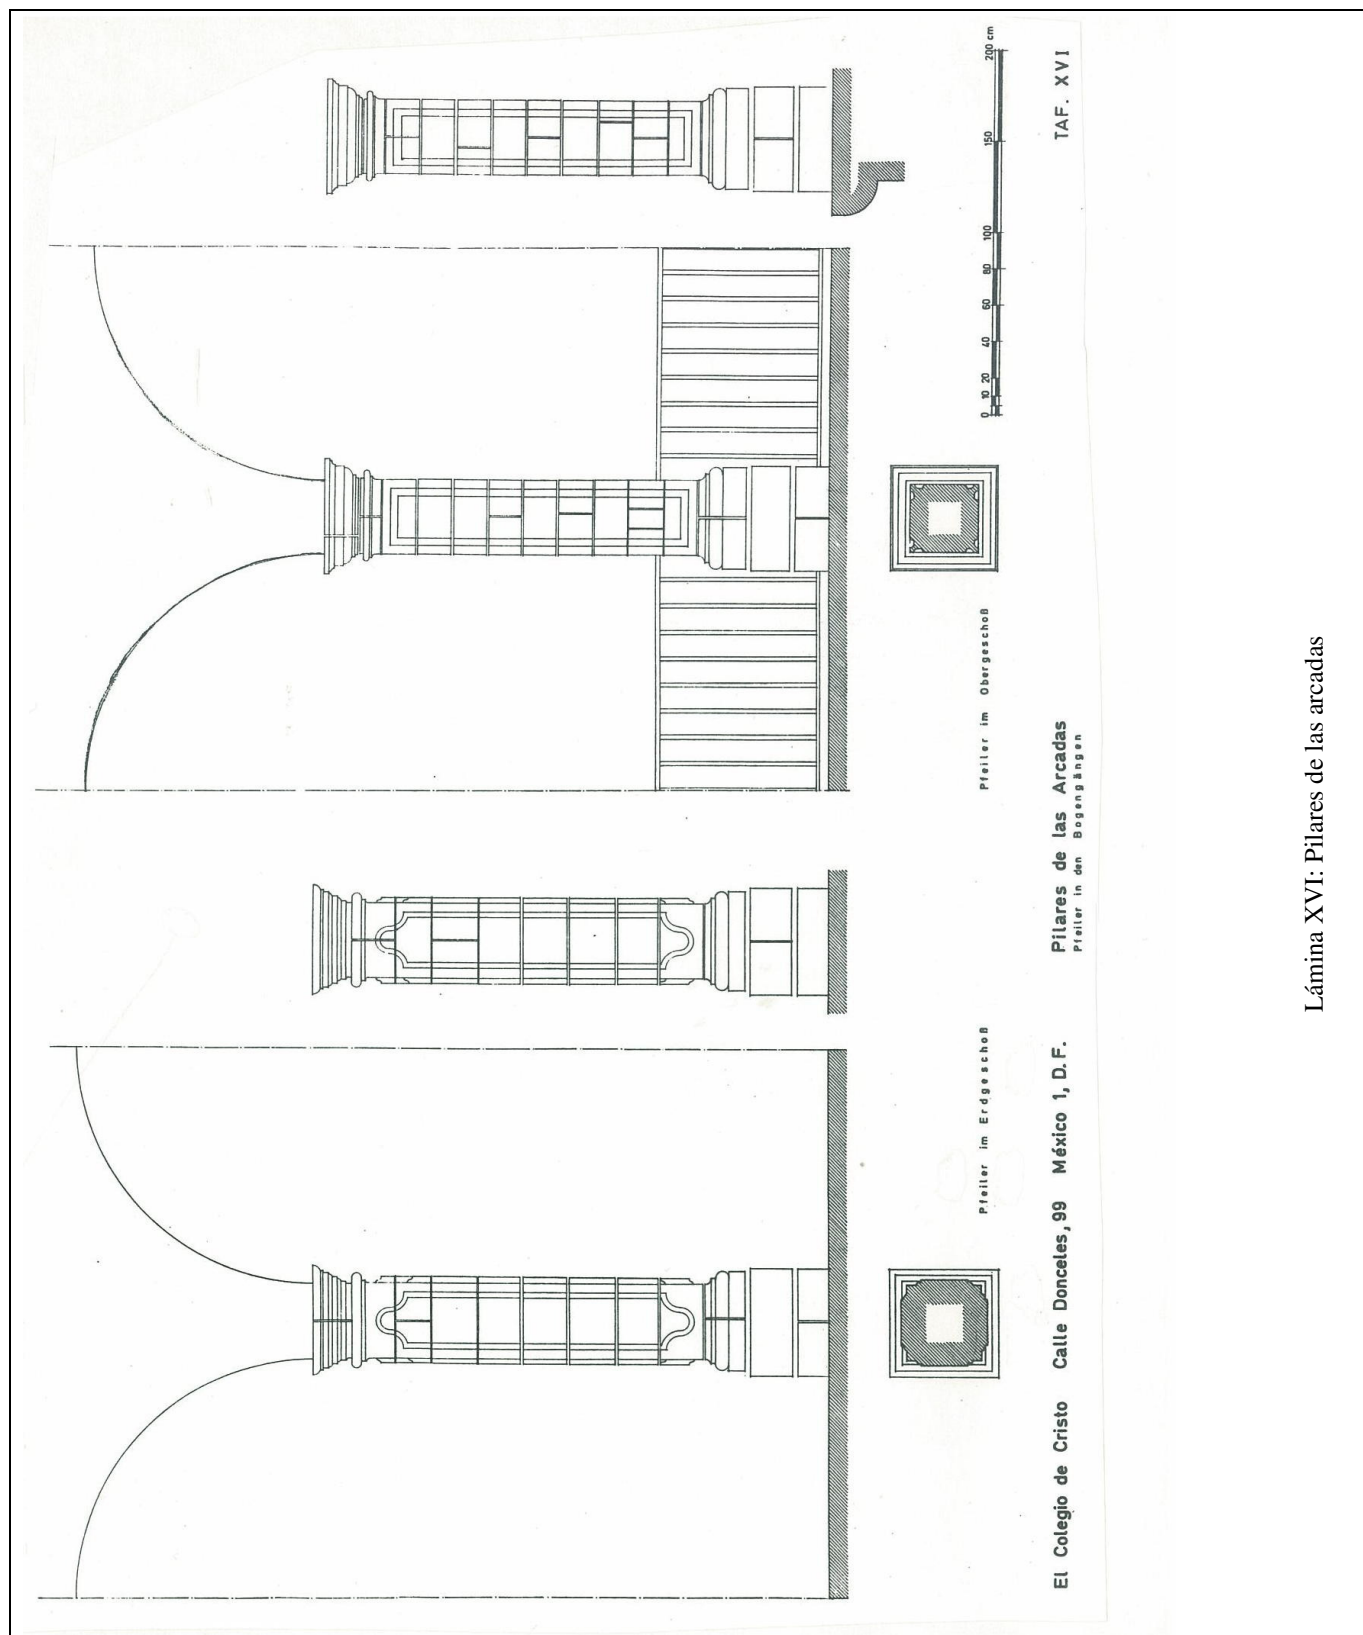 0 10 20 40 60 80 100 150 200 cm
Pfeiler im Erdgeschoß
Pfeiler im Obergeschoß
El Colegio de Cristo Calle Donceles, 99 México 1, D.F.
Pilares de las Arcadas
Pfeiler in den Bogengängen
TAF. XVI
Lámina XVI: Pilares de las arcadas